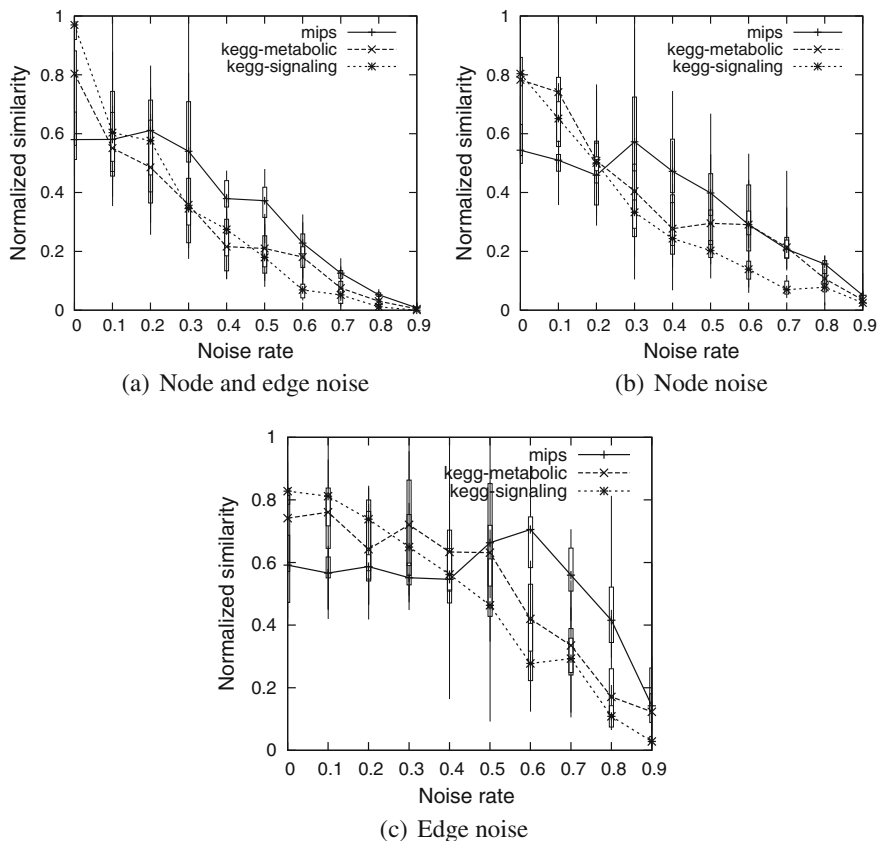 1
0.8
0.6
0.4
0.2
0
Normalized similarity
mips
kegg-metabolic
kegg-signaling
0 0.1 0.2 0.3 0.4 0.5 0.6 0.7 0.8 0.9
Noise rate
(a) Node and edge noise
1
0.8
0.6
0.4
0.2
0
Normalized similarity
mips
kegg-metabolic
kegg-signaling
0 0.1 0.2 0.3 0.4 0.5 0.6 0.7 0.8 0.9
Noise rate
(b) Node noise
1
0.8
0.6
0.4
0.2
0
Normalized similarity
mips
kegg-metabolic
kegg-signaling
0 0.1 0.2 0.3 0.4 0.5 0.6 0.7 0.8 0.9
Noise rate
(c) Edge noise